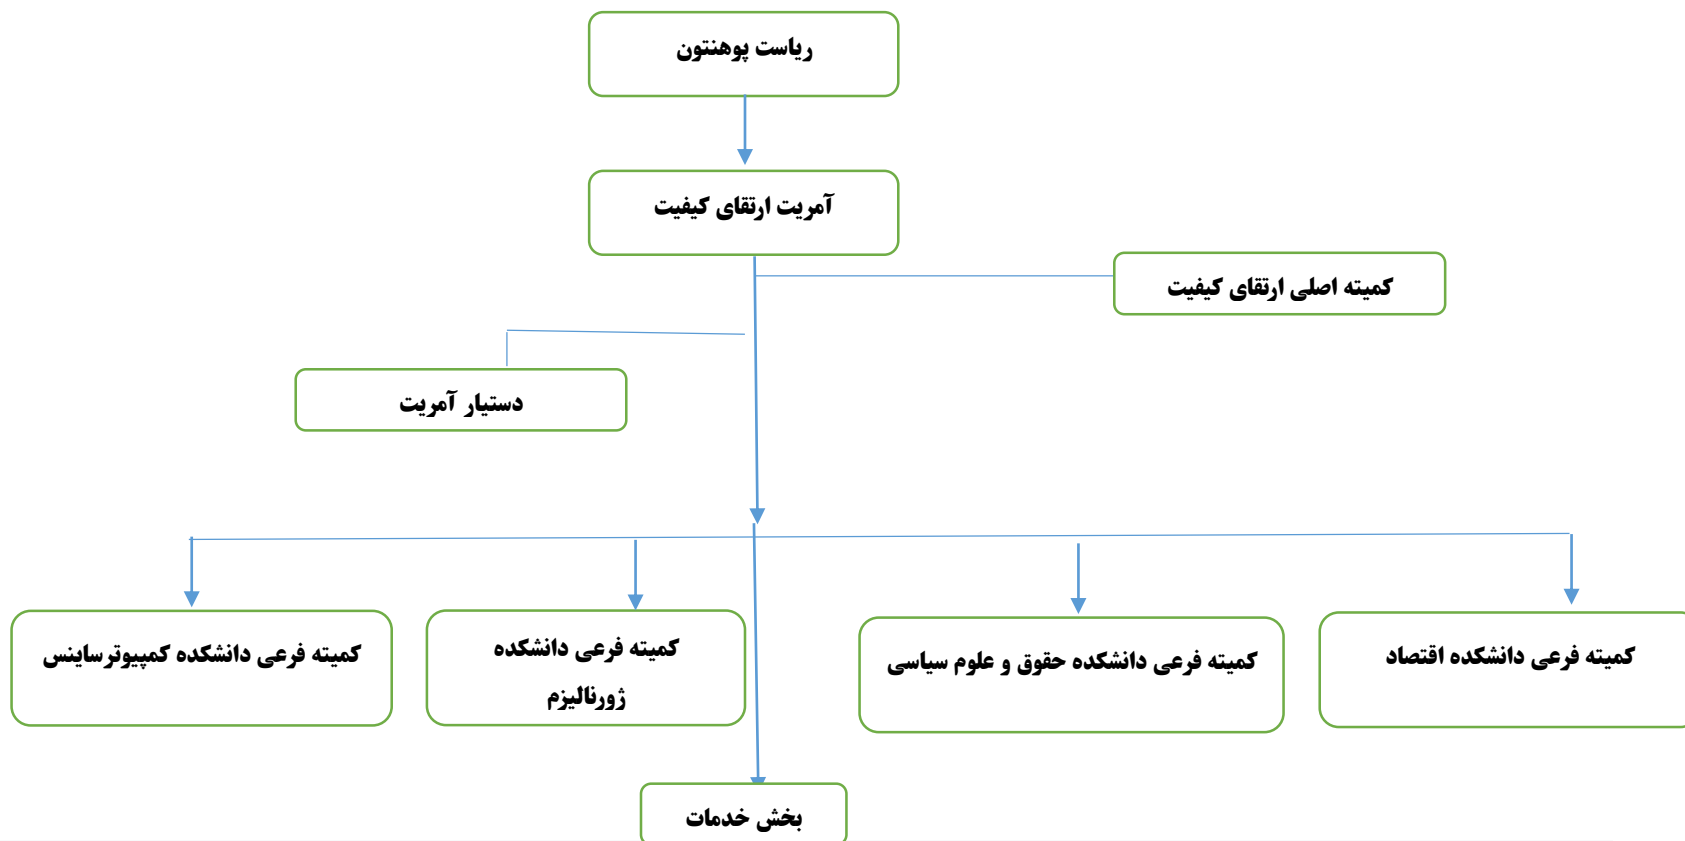 ریاست پوهنتون
آمریت ارتقای کیفیت
کمیته اصلی ارتقای کیفیت
دستیار آمریت
کمیته فرعی دانشکده اقتصاد
کمیته فرعی دانشکده حقوق و علوم سیاسی
کمیته فرعی دانشکده
ژورنالیزم
کمیته فرعی دانشکده کمپیوترساینس
بخش خدمات